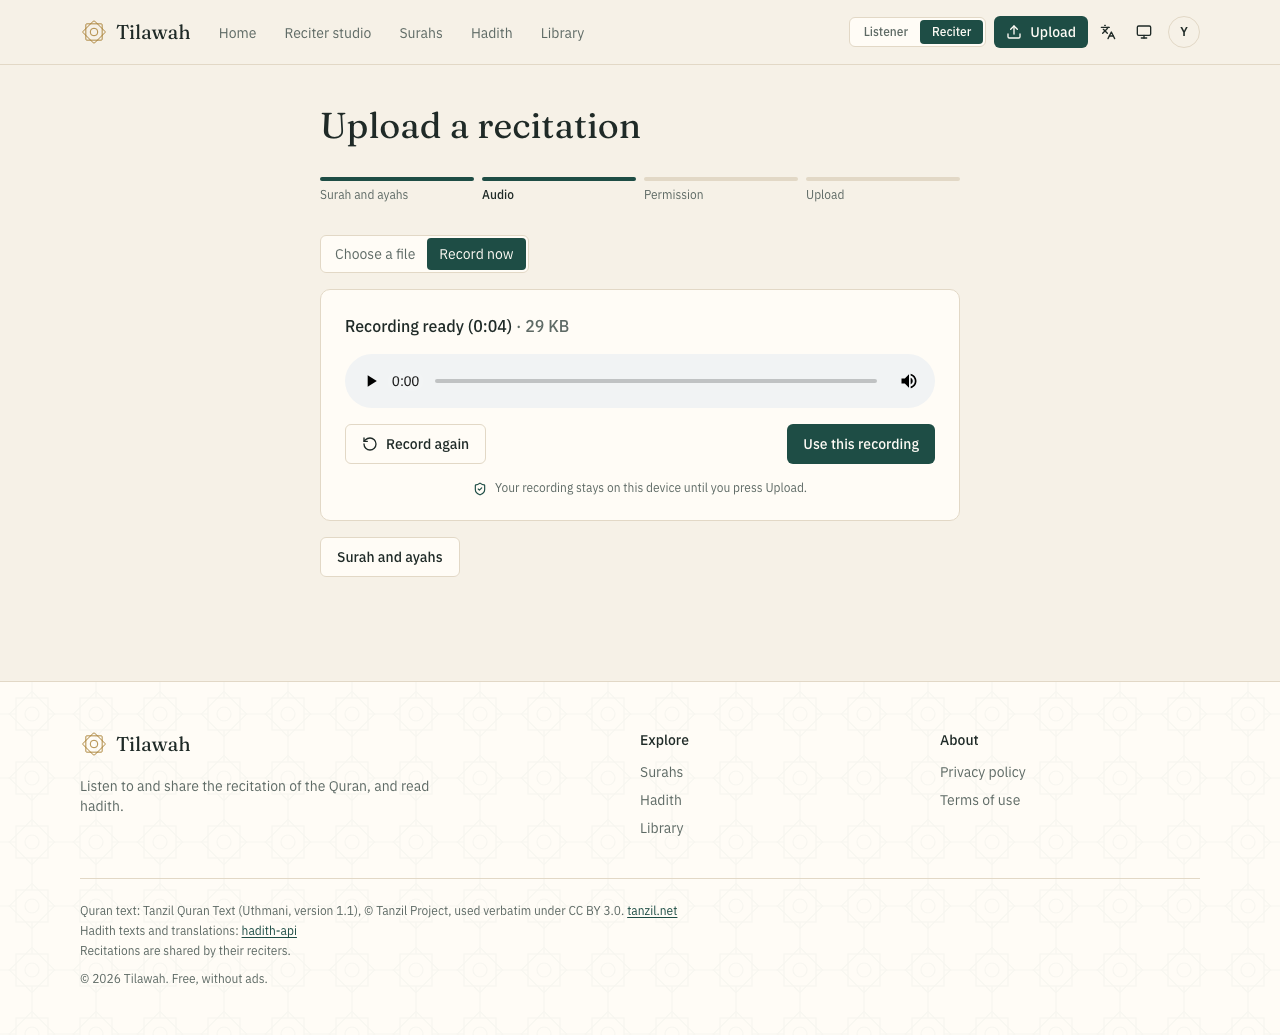 Tilawah
Home
Reciter studio
Surahs
Hadith
Library
Listener
Reciter
Upload
Y
Upload a recitation
Surah and ayahs
Audio
Permission
Upload
Choose a file
Record now
Recording ready (0:04) · 29 KB
0:00
Record again
Use this recording
Your recording stays on this device until you press Upload.
Surah and ayahs
Tilawah
Listen to and share the recitation of the Quran, and read
hadith.
Explore
Surahs
Hadith
Library
About
Privacy policy
Terms of use
Quran text: Tanzil Quran Text (Uthmani, version 1.1), © Tanzil Project, used verbatim under CC BY 3.0. tanzil.net
Hadith texts and translations: hadith-api
Recitations are shared by their reciters.
© 2026 Tilawah. Free, without ads.